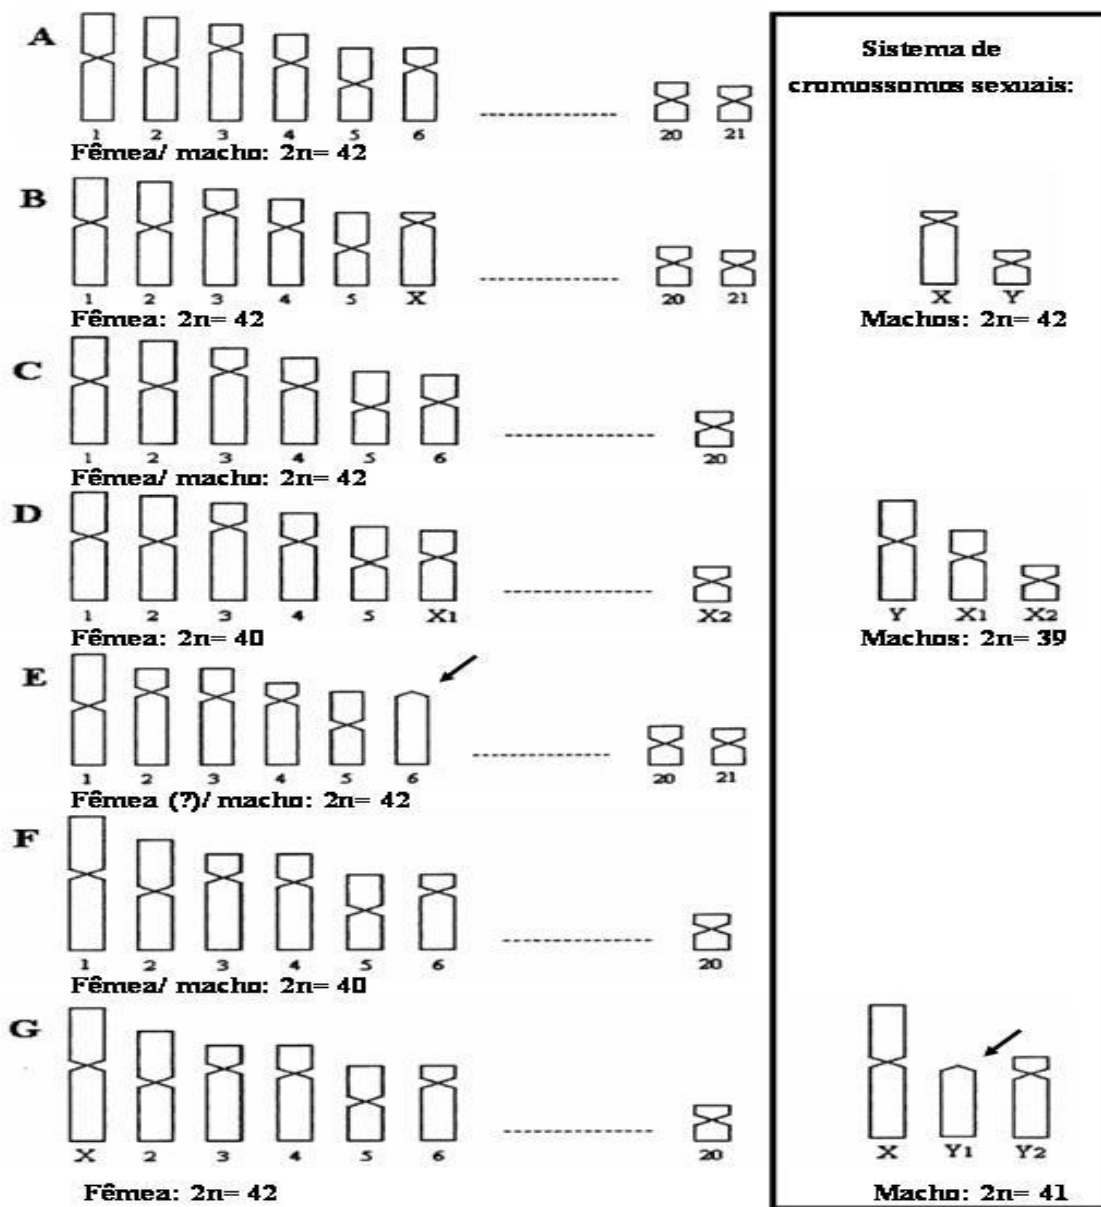 A
1 2 3 4 5 6 20 21
Fêmea/ macho: 2n= 42
Sistema de
cromossomos sexuais:
B
1 2 3 4 5 X 20 21
Fêmea: 2n= 42
X Y
Machos: 2n= 42
C
1 2 3 4 5 6 20
Fêmea/ macho: 2n= 42
D
1 2 3 4 5 X1 X2
Fêmea: 2n= 40
Y X1 X2
Machos: 2n= 39
E
1 2 3 4 5 6 20 21
Fêmea (?)/ macho: 2n= 42
F
1 2 3 4 5 6 20
Fêmea/ macho: 2n= 40
G
X 2 3 4 5 6 20
Fêmea: 2n= 42
X Y1 Y2
Macho: 2n= 41